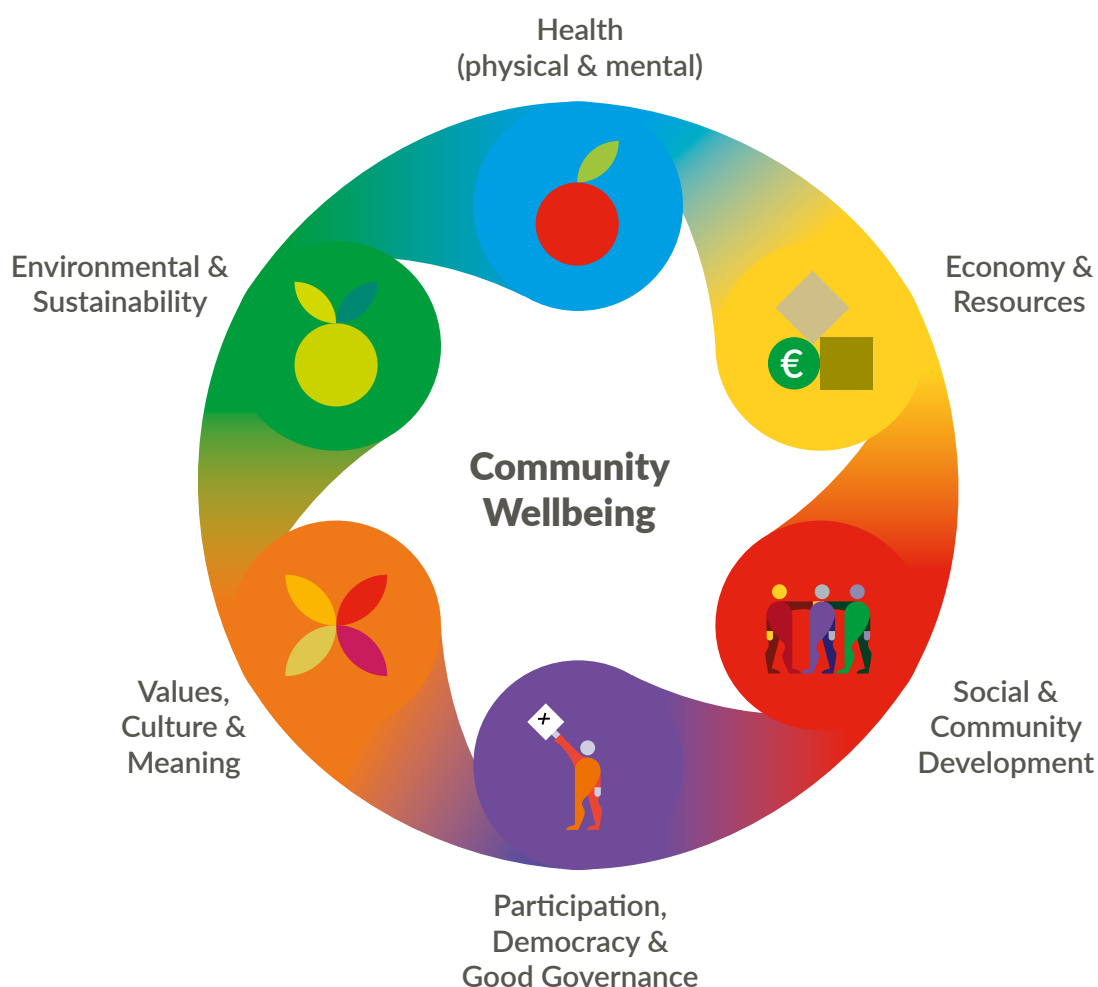 Health
(physical & mental)
Economy &
Resources
Social &
Community
Development
Participation,
Democracy &
Good Governance
Values,
Culture &
Meaning
Environmental &
Sustainability
Community
Wellbeing
€